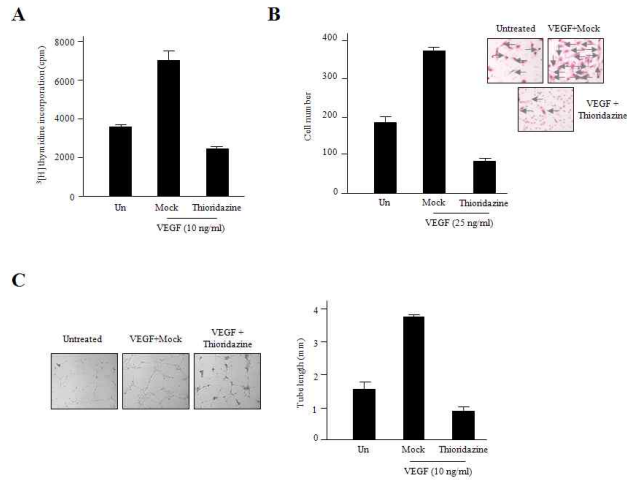 A
8000
6000
4000
2000
0
³[H] thymidine incorporation (cpm)
Un
Mock
Thioridazine
VEGF (10 ng/ml)
B
400
300
200
100
0
Cell number
Un
Mock
Thioridazine
VEGF (25 ng/ml)
Untreated
VEGF+Mock
VEGF +
Thioridazine
C
Untreated
VEGF+Mock
VEGF +
Thioridazine
4
3
2
1
0
Tube length (mm)
Un
Mock
Thioridazine
VEGF (10 ng/ml)